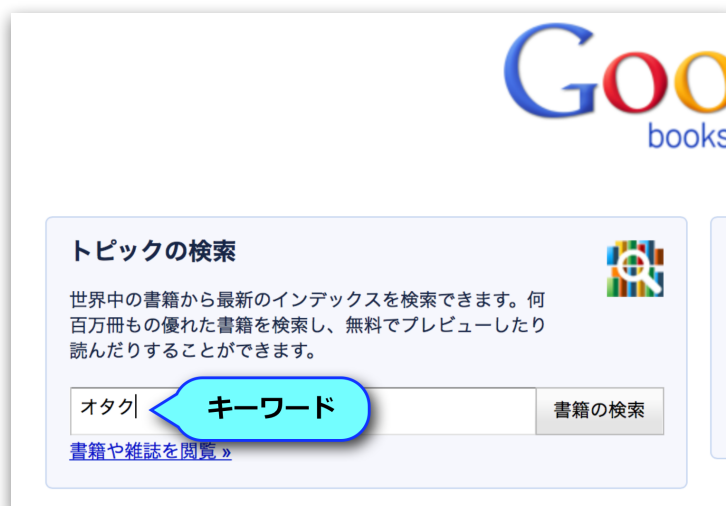 Goo
books
トピックの検索
世界中の書籍から最新のインデックスを検索できます。何
百万冊もの優れた書籍を検索し、無料でプレビューしたり
読んだりすることができます。
オタク
キーワード
書籍の検索
書籍や雑誌を閲覧 »